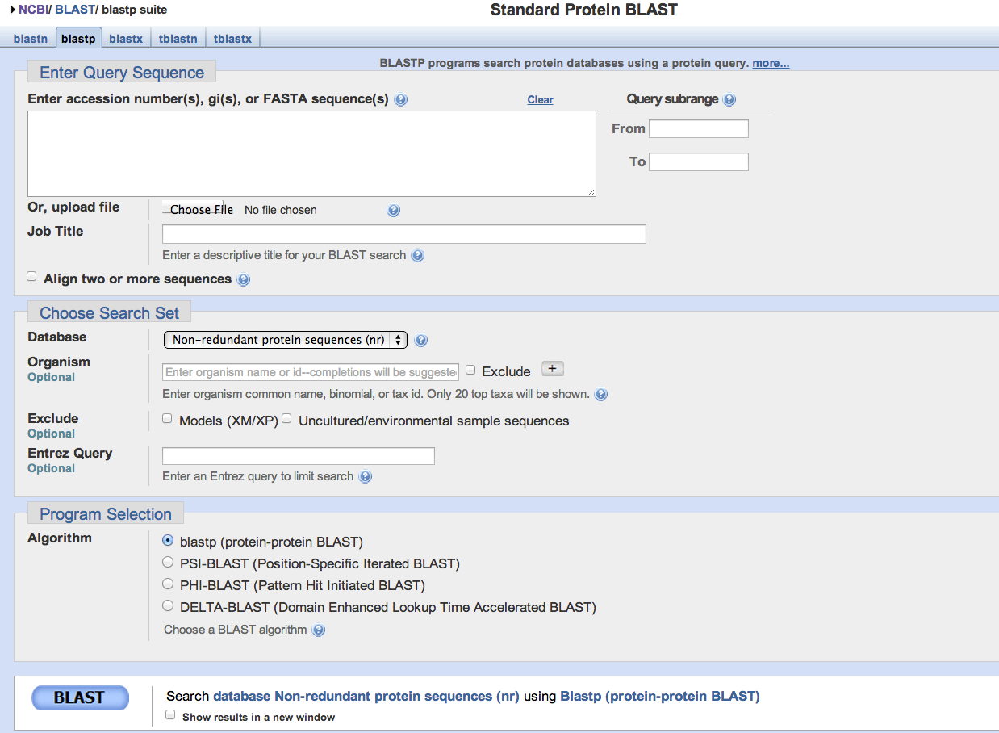 NCBI/ BLAST/ blastp suite
Standard Protein BLAST
blastn blastp blastx tblastn tblastx
BLASTP programs search protein databases using a protein query. more...
Enter Query Sequence
Enter accession number(s), gi(s), or FASTA sequence(s) Clear
Query subrange
From
To
Or, upload file Choose File No file chosen
Job Title
Enter a descriptive title for your BLAST search
Align two or more sequences
Choose Search Set
Database Non-redundant protein sequences (nr)
Organism
Optional
Enter organism name or id--completions will be suggeste Exclude +
Enter organism common name, binomial, or tax id. Only 20 top taxa will be shown.
Exclude
Optional
Models (XM/XP) Uncultured/environmental sample sequences
Entrez Query
Optional
Enter an Entrez query to limit search
Program Selection
Algorithm
blastp (protein-protein BLAST)
PSI-BLAST (Position-Specific Iterated BLAST)
PHI-BLAST (Pattern Hit Initiated BLAST)
DELTA-BLAST (Domain Enhanced Lookup Time Accelerated BLAST)
Choose a BLAST algorithm
BLAST
Search database Non-redundant protein sequences (nr) using Blastp (protein-protein BLAST)
Show results in a new window